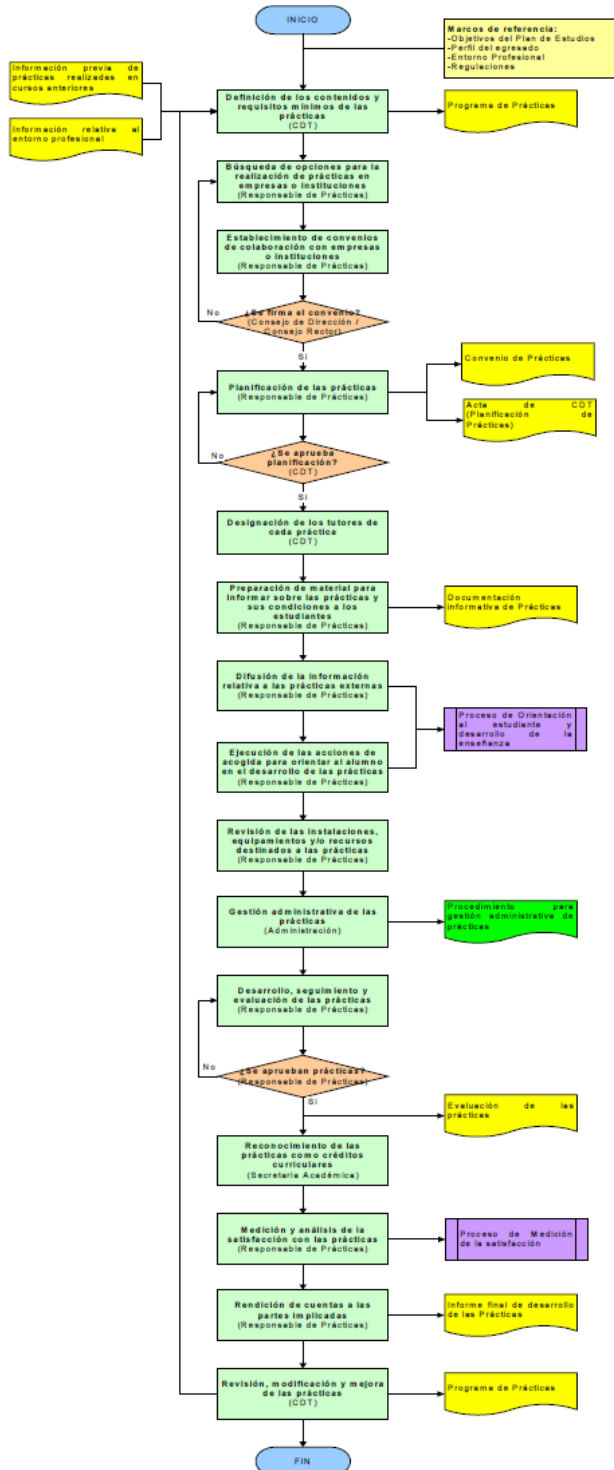 INICIO
Marcos de referencia:
-Objetivos del Plan de Estudios
-Perfil del egresado
-Entorno Profesional
-Regulaciones
Información previa de
prácticas realizadas en
cursos anteriores
Información relativa al
entorno profesional
Definición de los contenidos y
requisitos mínimos de las
prácticas
(CDT)
Programa de Prácticas
Búsqueda de opciones para la
realización de prácticas en
empresas o instituciones
(Responsable de Prácticas)
Establecimiento de convenios
de colaboración con empresas
o instituciones
(Responsable de Prácticas)
No
¿Se firma el convenio?
(Consejo de Dirección /
Consejo Rector)
Si
Planificación de las prácticas
(Responsable de Prácticas)
Convenio de Prácticas
Acta de CDT
(Planificación de
Prácticas)
No
¿Se aprueba
planificación?
(CDT)
Si
Designación de los tutores de
cada práctica
(CDT)
Preparación de material para
informar sobre las prácticas y
sus condiciones a los
estudiantes
(Responsable de Prácticas)
Documentación
informativa de Prácticas
Difusión de la información
relativa a las prácticas externas
(Responsable de Prácticas)
Proceso de Orientación
al estudiante y
desarrollo de la
enseñanza
Ejecución de las acciones de
acogida para orientar al alumno
en el desarrollo de las prácticas
(Responsable de Prácticas)
Revisión de las instalaciones,
equipamientos y/o recursos
destinados a las prácticas
(Responsable de Prácticas)
Gestión administrativa de las
prácticas
(Administración)
Procedimiento para
gestión administrativa de
prácticas
Desarrollo, seguimiento y
evaluación de las prácticas
(Responsable de Prácticas)
No
¿Se aprueban prácticas?
(Responsable de Prácticas)
Si
Evaluación de las
prácticas
Reconocimiento de las
prácticas como créditos
curriculares
(Secretaría Académica)
Medición y análisis de la
satisfacción con las prácticas
(Responsable de Prácticas)
Proceso de Medición
de la satisfacción
Rendición de cuentas a las
partes implicadas
(Responsable de Prácticas)
Informe final de desarrollo
de las Prácticas
Revisión, modificación y mejora
de las prácticas
(CDT)
Programa de Prácticas
FIN